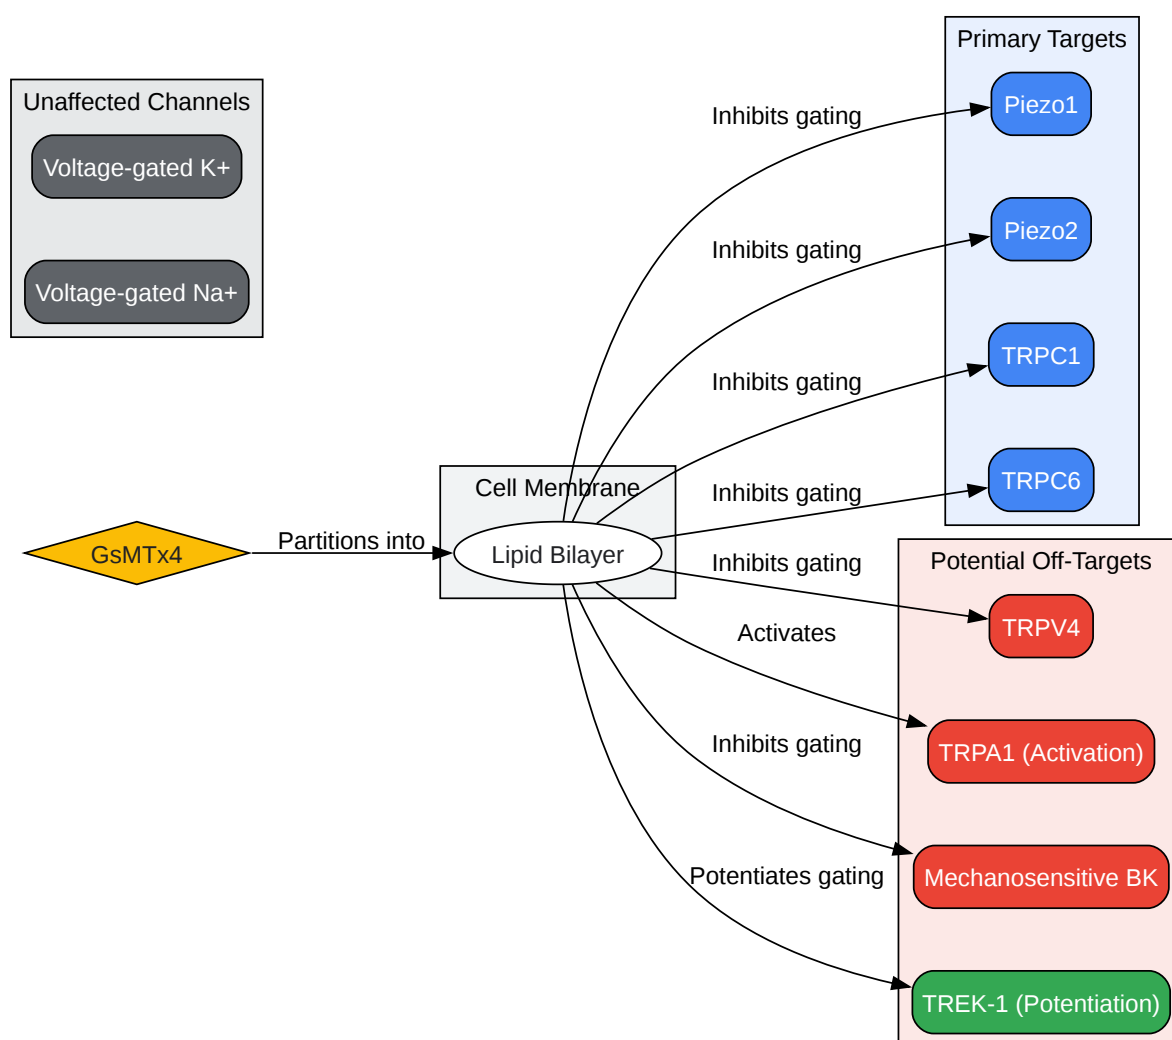 Primary Targets
Piezo1
Piezo2
TRPC1
TRPC6
Unaffected Channels
Voltage-gated K+
Voltage-gated Na+
Inhibits gating
Inhibits gating
Inhibits gating
Inhibits gating
Inhibits gating
Activates
Inhibits gating
Potentiates gating
Cell Membrane
Lipid Bilayer
GsMTx4
Partitions into
Potential Off-Targets
TRPV4
TRPA1 (Activation)
Mechanosensitive BK
TREK-1 (Potentiation)